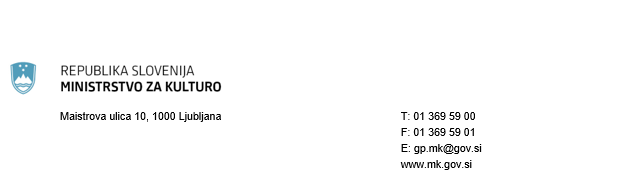 REPUBLIKA SLOVENIJA
MINISTRSTVO ZA KULTURO
Maistrova ulica 10, 1000 Ljubljana
T: 01 369 59 00
F: 01 369 59 01
E: gp.mk@gov.si
www.mk.gov.si